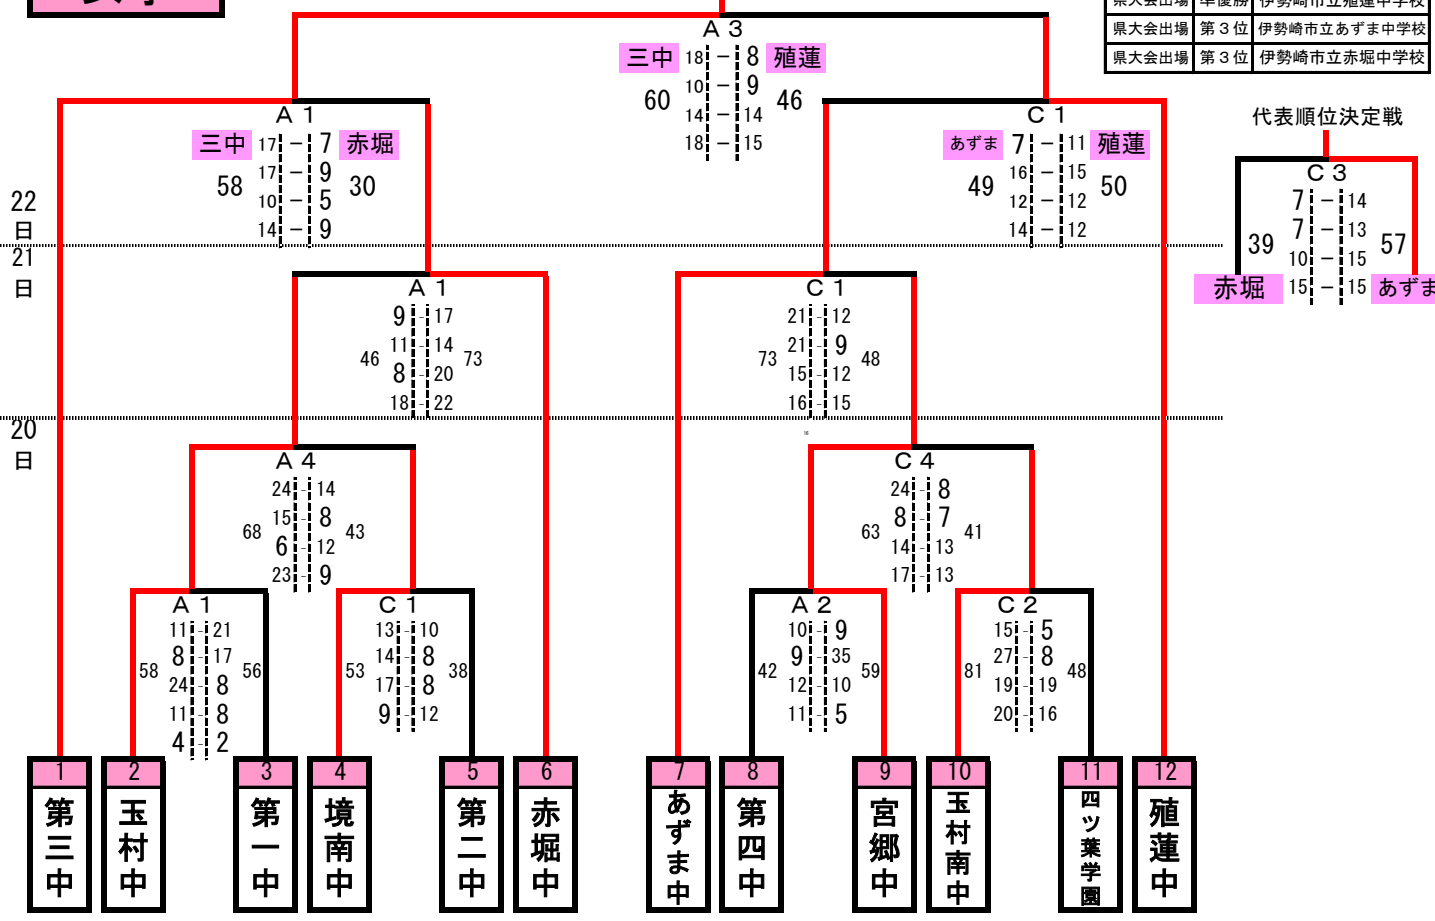 県大会出場 準優勝 伊勢崎市立殖蓮中学校
県大会出場 第３位 伊勢崎市立あずま中学校
県大会出場 第３位 伊勢崎市立赤堀中学校
Ａ３
三中 60
18 － 8
10 － 9
14 － 14
18 － 15
殖蓮 46
Ａ１
三中 58
17 － 7
17 － 9
10 － 5
14 － 9
赤堀 30
Ｃ１
あずま 49
7 － 11
16 － 15
12 － 12
14 － 12
殖蓮 50
代表順位決定戦
Ｃ３
7 － 14
7 － 13
10 － 15
15 － 15
39 57
赤堀 あずま
22
日
21
日
Ａ１
9 - 17
11 - 14
8 - 20
18 - 22
46 73
Ｃ１
21 - 12
21 - 9
15 - 12
16 - 15
73 48
20
日
Ａ４
24 - 14
15 - 8
6 - 12
23 - 9
68 43
Ｃ４
24 - 8
8 - 7
14 - 13
17 - 13
63 41
Ａ１
11 - 21
8 - 17
24 - 8
11 - 8
4 - 2
58 56
Ｃ１
13 - 10
14 - 8
17 - 8
9 - 12
53 38
Ａ２
10 - 9
9 - 35
12 - 10
11 - 5
42 59
Ｃ２
15 - 5
27 - 8
19 - 19
20 - 16
81 48
1 第三中
2 玉村中
3 第一中
4 境南中
5 第二中
6 赤堀中
7 あずま中
8 第四中
9 宮郷中
10 玉村南中
11 四ツ葉学園
12 殖蓮中